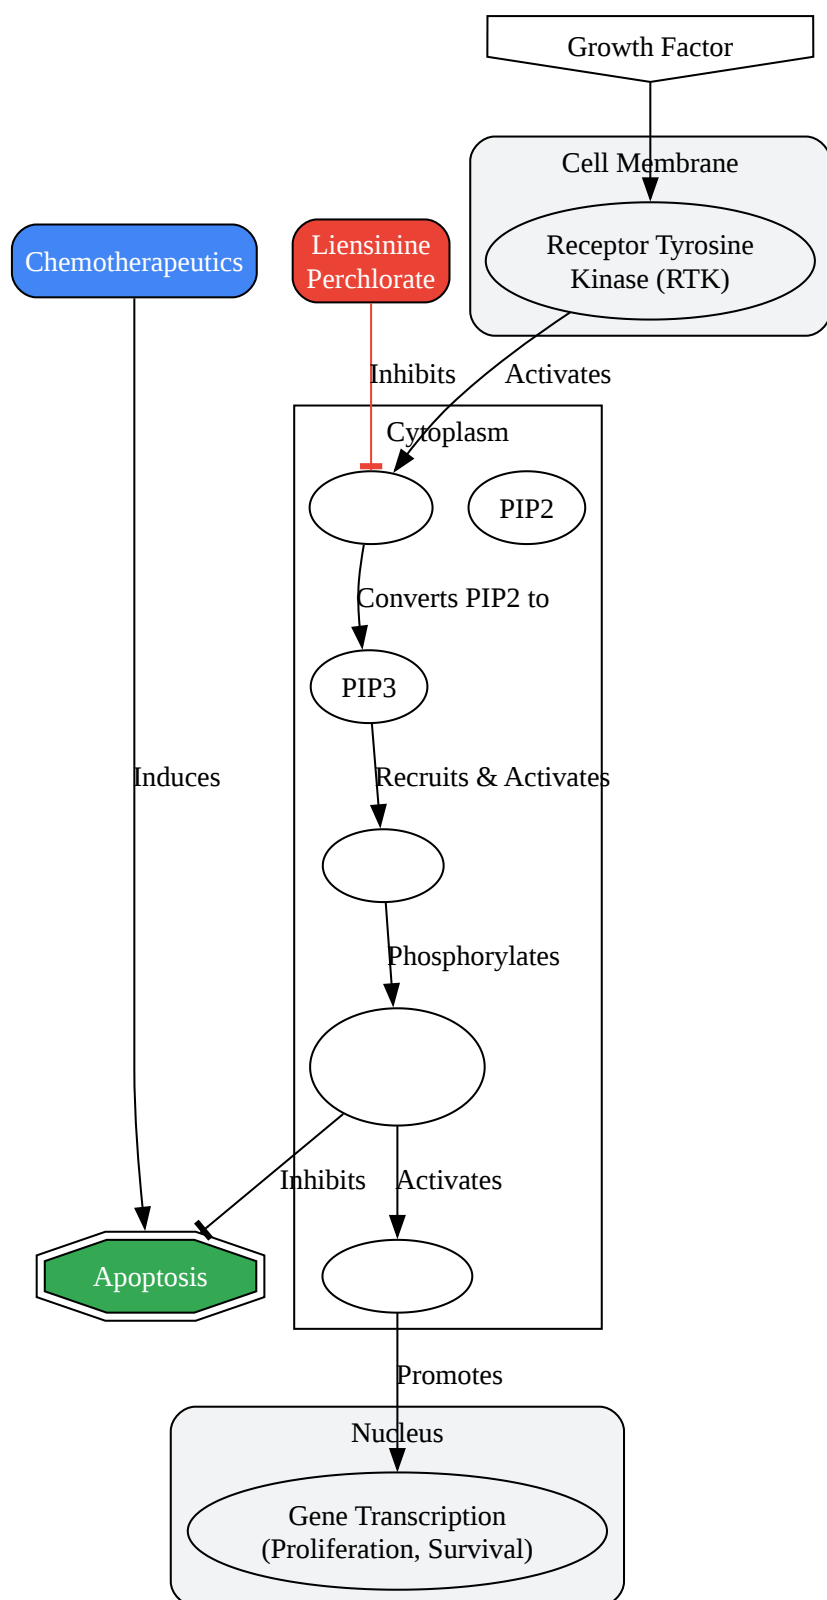 Growth Factor
Cell Membrane
Receptor Tyrosine
Kinase (RTK)
Chemotherapeutics
Liensinine
Perchlorate
Inhibits
Activates
Cytoplasm
PIP2
Converts PIP2 to
PIP3
Induces
Recruits & Activates
Phosphorylates
Inhibits
Activates
Apoptosis
Promotes
Nucleus
Gene Transcription
(Proliferation, Survival)